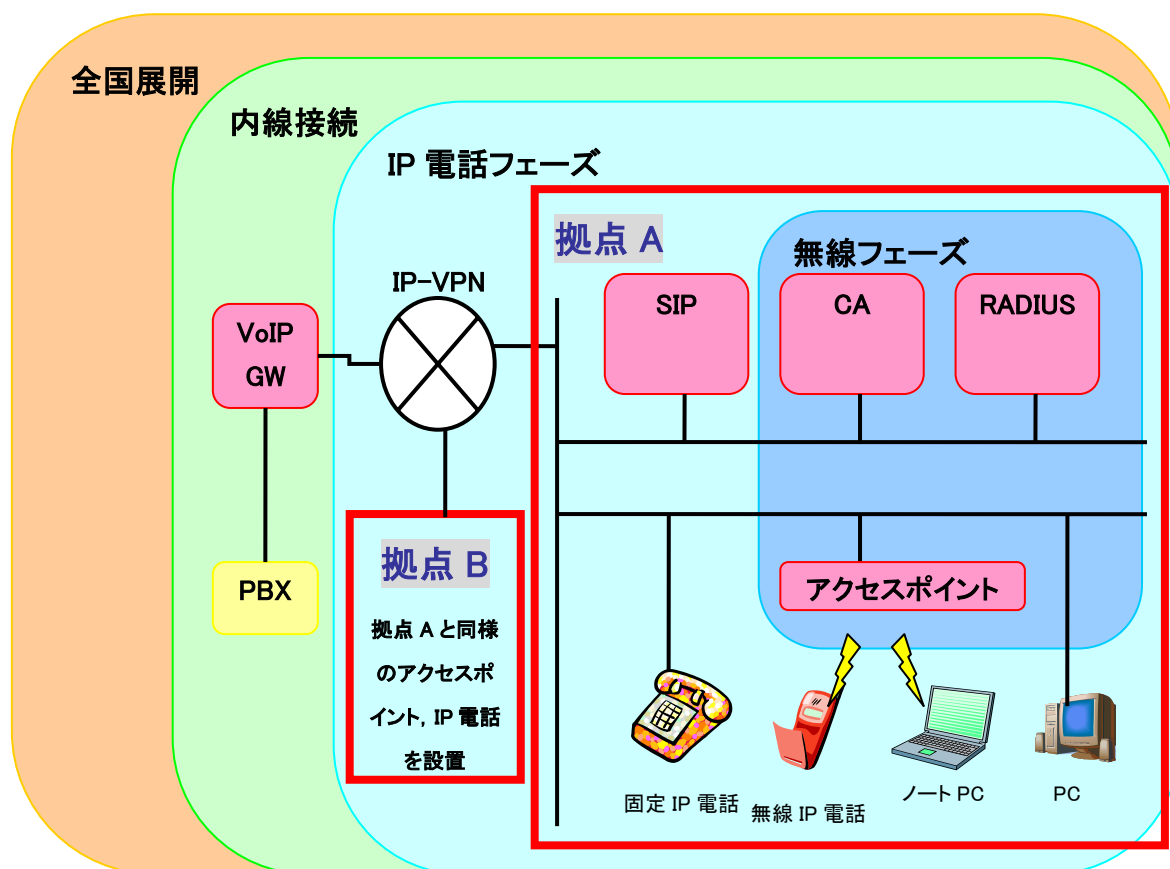 全国展開
内線接続
IP 電話フェーズ
拠点 A
無線フェーズ
IP-VPN
SIP
CA
RADIUS
VoIP
GW
拠点 B
PBX
アクセスポイント
拠点 A と同様
のアクセスポ
イント, IP 電話
を設置
固定 IP 電話
無線 IP 電話
ノート PC
PC